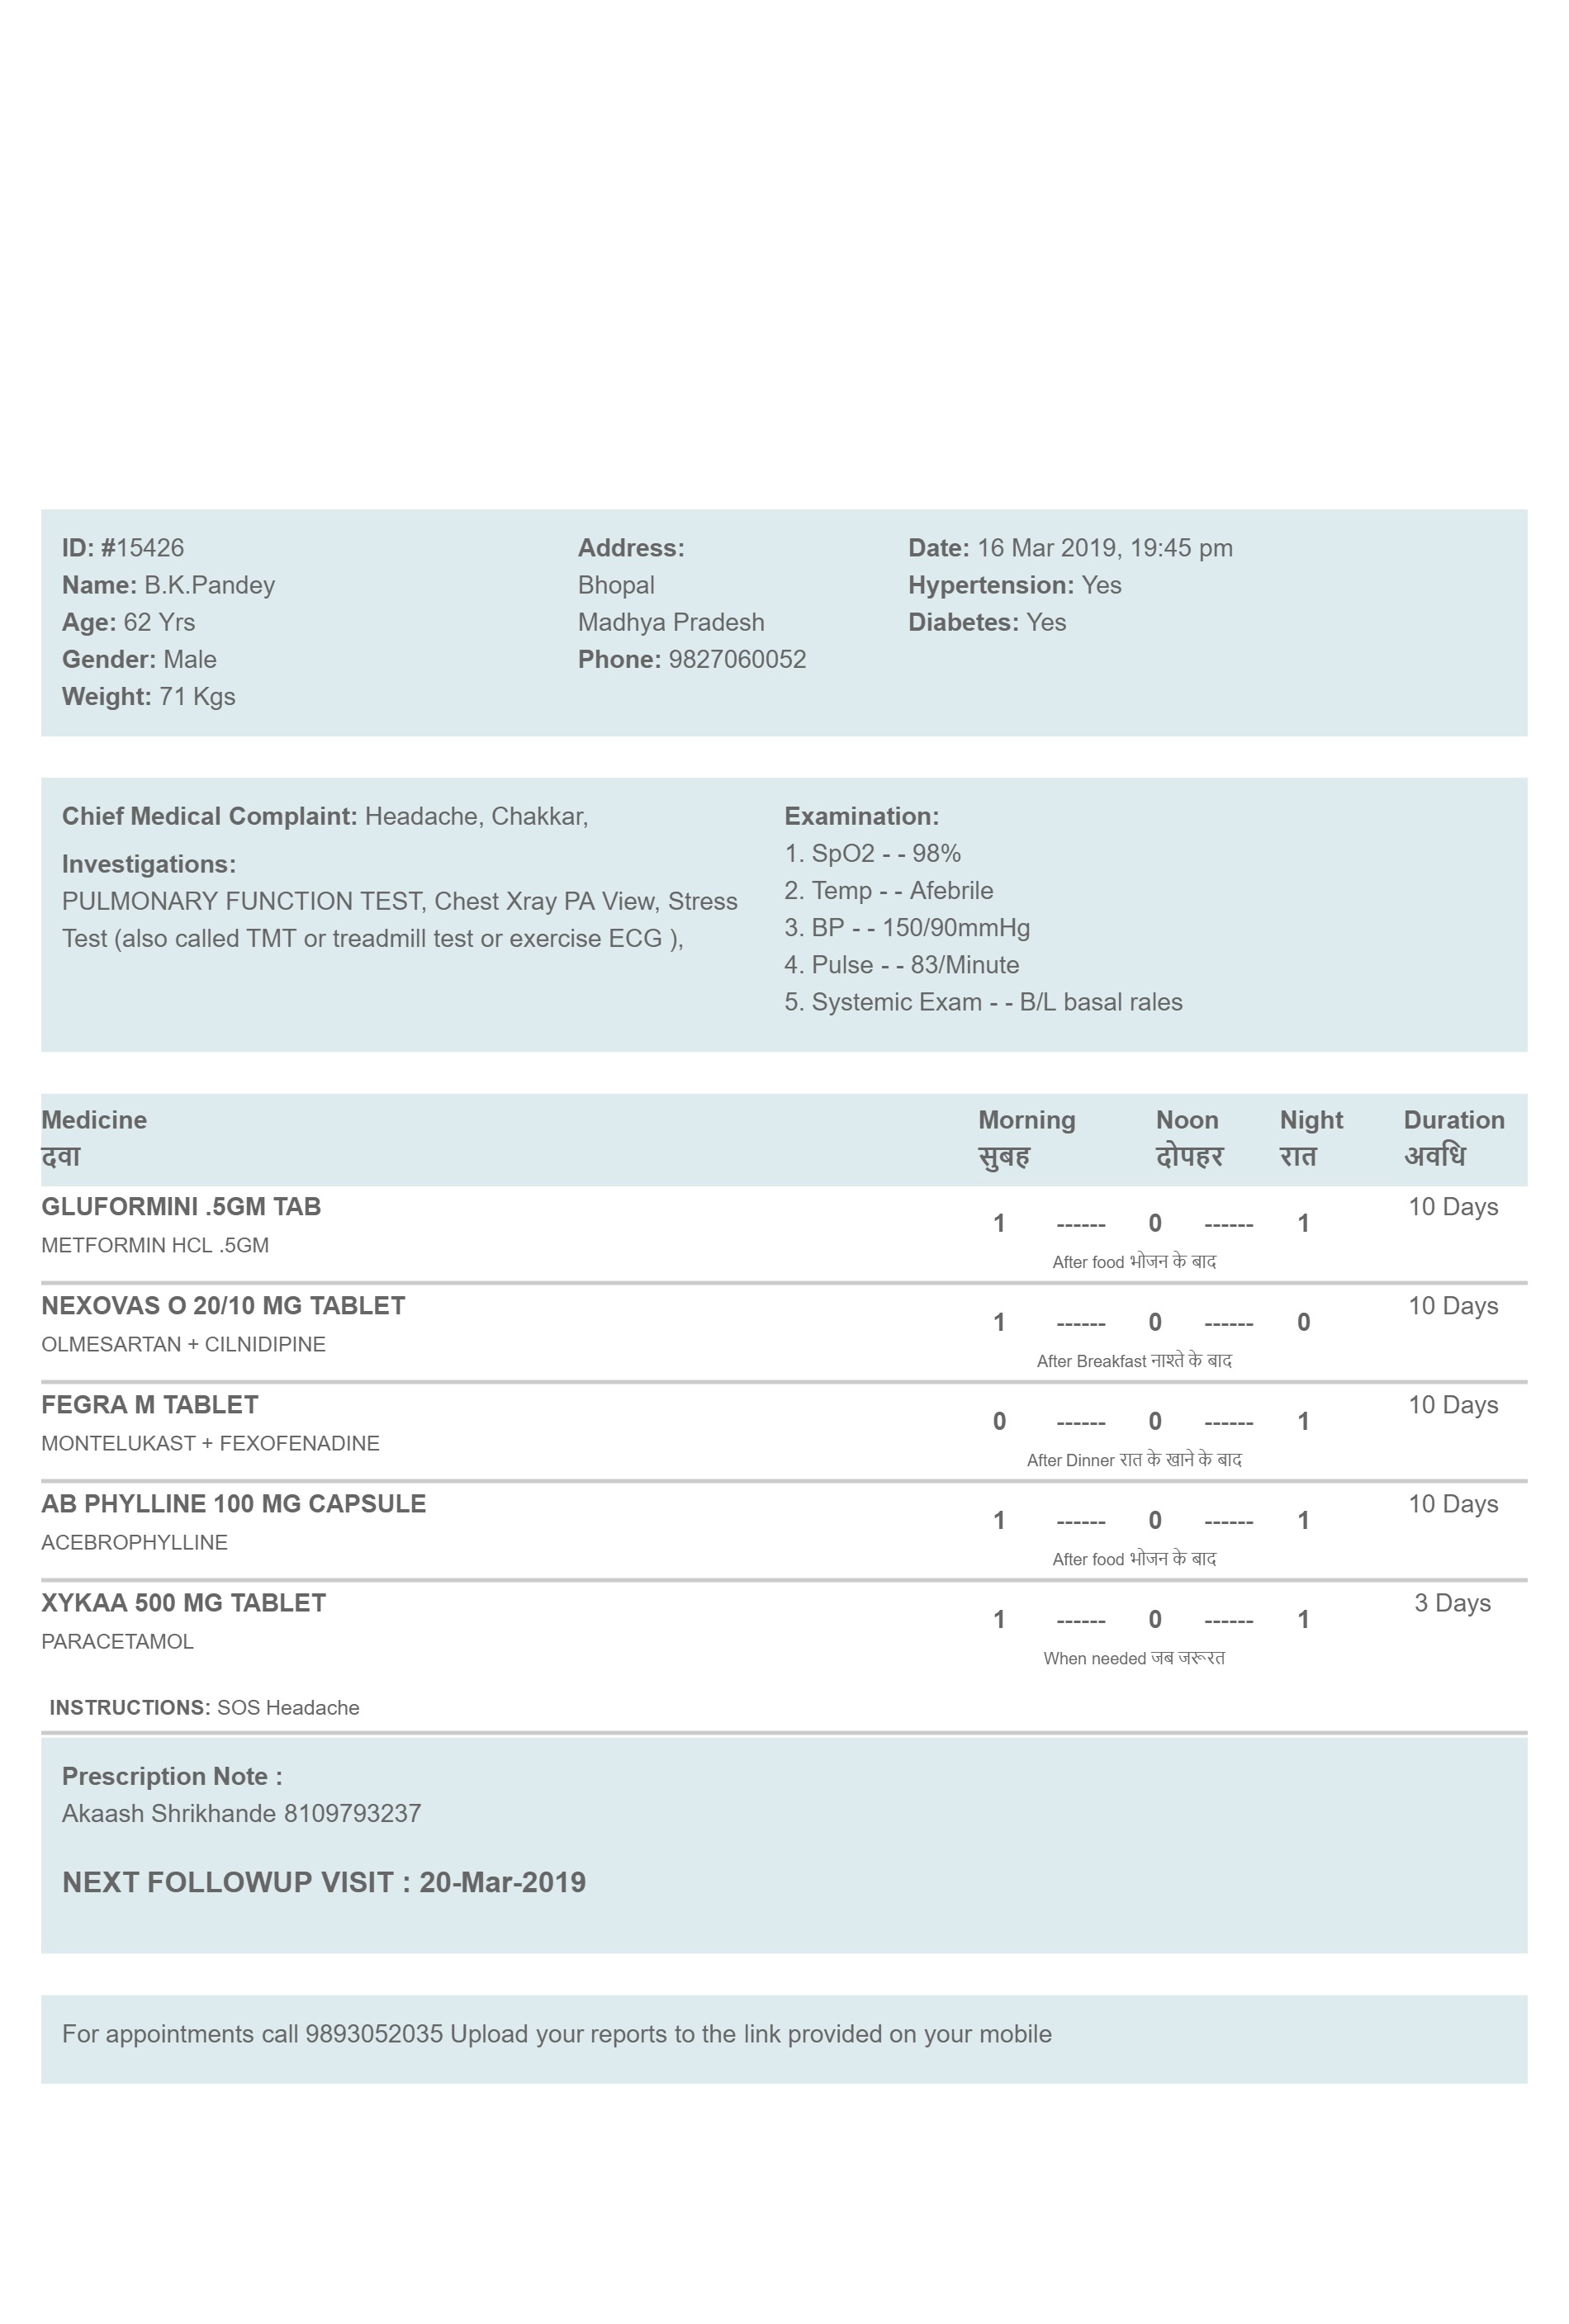 ID: #15426
Name: B.K.Pandey
Age: 62 Yrs
Gender: Male
Weight: 71 Kgs
Address:
Bhopal
Madhya Pradesh
Phone: 9827060052
Date: 16 Mar 2019, 19:45 pm
Hypertension: Yes
Diabetes: Yes
Chief Medical Complaint: Headache, Chakkar,
Investigations:
PULMONARY FUNCTION TEST, Chest Xray PA View, Stress
Test (also called TMT or treadmill test or exercise ECG ),
Examination:
1. SpO2 - - 98%
2. Temp - - Afebrile
3. BP - - 150/90mmHg
4. Pulse - - 83/Minute
5. Systemic Exam - - B/L basal rales
Medicine Morning Noon Night Duration
दवा सुबह दोपहर रात अवधि
GLUFORMINI .5GM TAB 10 Days
1 ------ 0 ------ 1
METFORMIN HCL .5GM
After food भोजन के बाद
NEXOVAS O 20/10 MG TABLET 10 Days
1 ------ 0 ------ 0
OLMESARTAN + CILNIDIPINE
After Breakfast नाश्ते के बाद
FEGRA M TABLET 10 Days
0 ------ 0 ------ 1
MONTELUKAST + FEXOFENADINE
After Dinner रात के खाने के बाद
AB PHYLLINE 100 MG CAPSULE 10 Days
1 ------ 0 ------ 1
ACEBROPHYLLINE
After food भोजन के बाद
XYKAA 500 MG TABLET 3 Days
1 ------ 0 ------ 1
PARACETAMOL
When needed जब जरूरत
INSTRUCTIONS: SOS Headache
Prescription Note :
Akaash Shrikhande 8109793237
NEXT FOLLOWUP VISIT : 20-Mar-2019
For appointments call 9893052035 Upload your reports to the link provided on your mobile